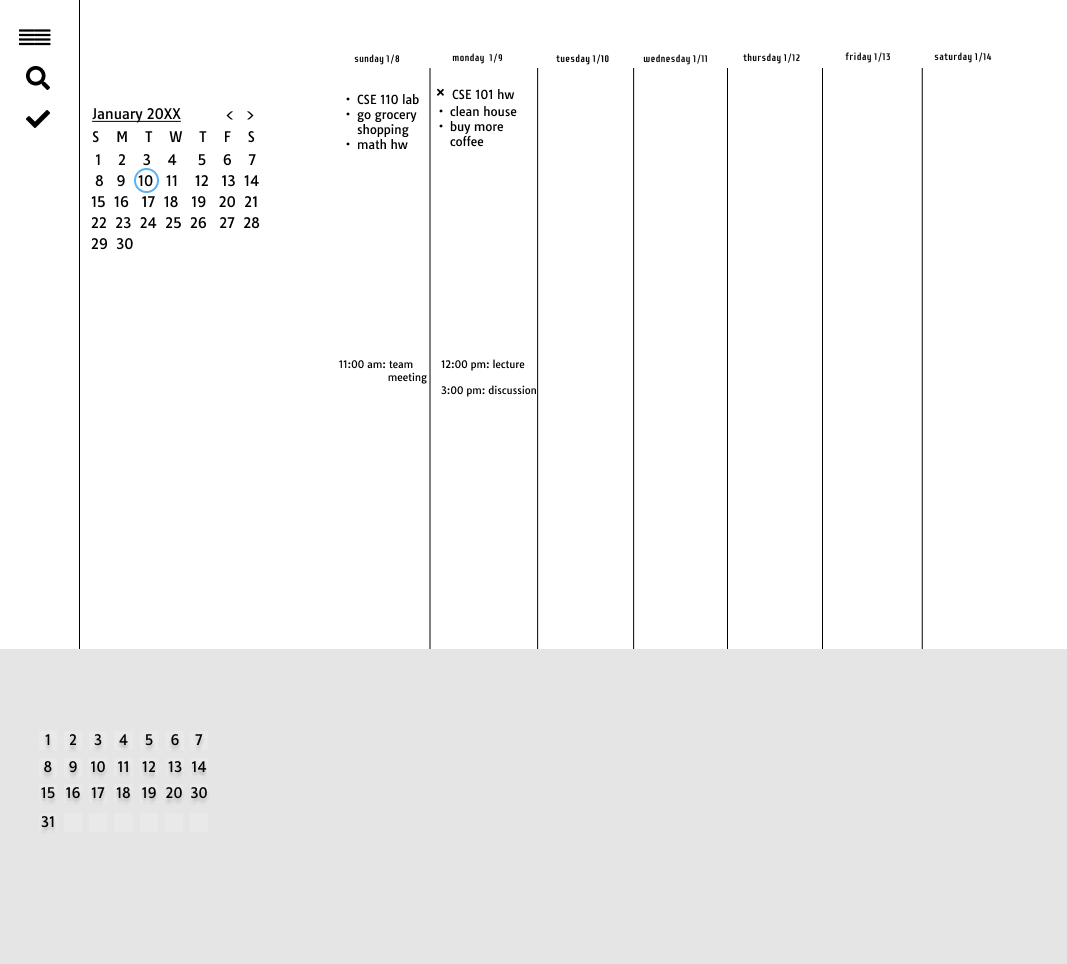 sunday 1/8 monday 1/9 tuesday 1/10 wednesday 1/11 thursday 1/12 friday 1/13 saturday 1/14
January 20XX < >
S M T W T F S
1 2 3 4 5 6 7
8 9 10 11 12 13 14
15 16 17 18 19 20 21
22 23 24 25 26 27 28
29 30
• CSE 110 lab
• go grocery
shopping
• math hw
× CSE 101 hw
• clean house
• buy more
coffee
11:00 am: team
meeting
12:00 pm: lecture
3:00 pm: discussion
1 2 3 4 5 6 7
8 9 10 11 12 13 14
15 16 17 18 19 20 30
31